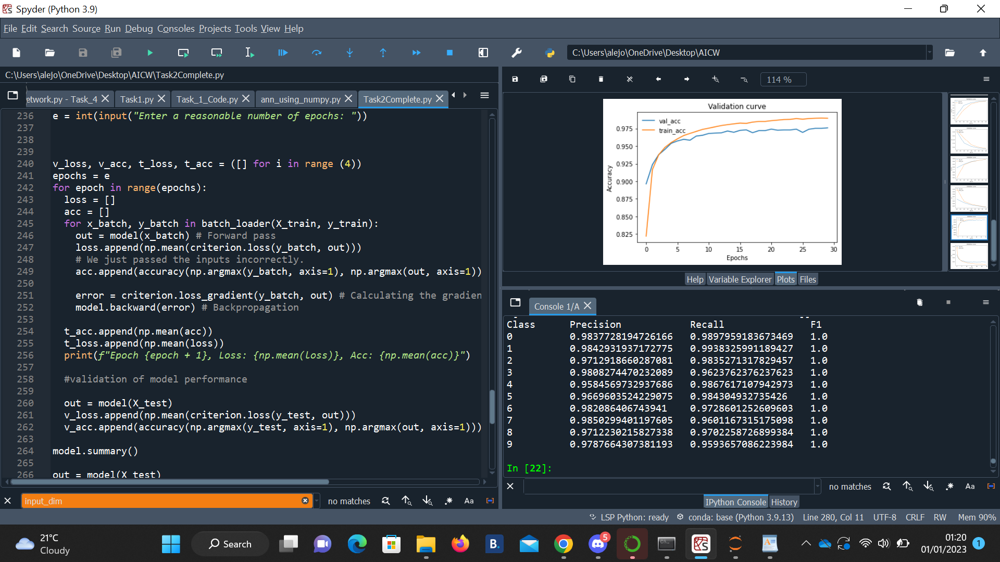 Spyder (Python 3.9)
File Edit Search Source Run Debug Consoles Projects Tools View Help
C:\Users\alejo\OneDrive\Desktop\AICW
C:\Users\alejo\OneDrive\Desktop\AICW\Task2Complete.py
etwork.py - Task_4 Task1.py Task_1_Code.py ann_using_numpy.py Task2Complete.py
236 e = int(input("Enter a reasonable number of epochs: "))
237
238
239
240 v_loss, v_acc, t_loss, t_acc = ([] for i in range (4))
241 epochs = e
242 for epoch in range(epochs):
243 loss = []
244 acc = []
245 for x_batch, y_batch in batch_loader(X_train, y_train):
246 out = model(x_batch) # Forward pass
247 loss.append(np.mean(criterion.loss(y_batch, out)))
248 # We just passed the inputs incorrectly.
249 acc.append(accuracy(np.argmax(y_batch, axis=1), np.argmax(out, axis=1))
250
251 error = criterion.loss_gradient(y_batch, out) # Calculating the gradien
252 model.backward(error) # Backpropagation
253
254 t_acc.append(np.mean(acc))
255 t_loss.append(np.mean(loss))
256 print(f"Epoch {epoch + 1}, Loss: {np.mean(loss)}, Acc: {np.mean(acc)}")
257
258 #validation of model performance
259
260 out = model(X_test)
261 v_loss.append(np.mean(criterion.loss(y_test, out)))
262 v_acc.append(accuracy(np.argmax(y_test, axis=1), np.argmax(out, axis=1)))
263
264 model.summary()
265
266 out = model(X_test)
input_dim
no matches
Aa
114 %
Validation curve
val_acc
train_acc
0.975
0.950
0.925
0.900
0.875
0.850
0.825
Accuracy
0 5 10 15 20 25 30
Epochs
Help Variable Explorer Plots Files
Console 1/A
Class Precision Recall F1
0 0.9837728194726166 0.9897959183673469 1.0
1 0.9842931937172775 0.9938325991189427 1.0
2 0.9712918660287081 0.9835271317829457 1.0
3 0.9808274470232089 0.9623762376237623 1.0
4 0.9584569732937686 0.9867617107942973 1.0
5 0.9669603524229075 0.984304932735426 1.0
6 0.982086406743941 0.9728601252609603 1.0
7 0.9850299401197605 0.9601167315175098 1.0
8 0.9712230215827338 0.9702258726899384 1.0
9 0.9787664307381193 0.9593657086223984 1.0
In [22]:
no matches
Aa
IPython Console History
LSP Python: ready conda: base (Python 3.9.13) Line 280, Col 11 UTF-8 CRLF RW Mem 90%
21°C
Cloudy
Search
B.
5
01:20
01/01/2023
1